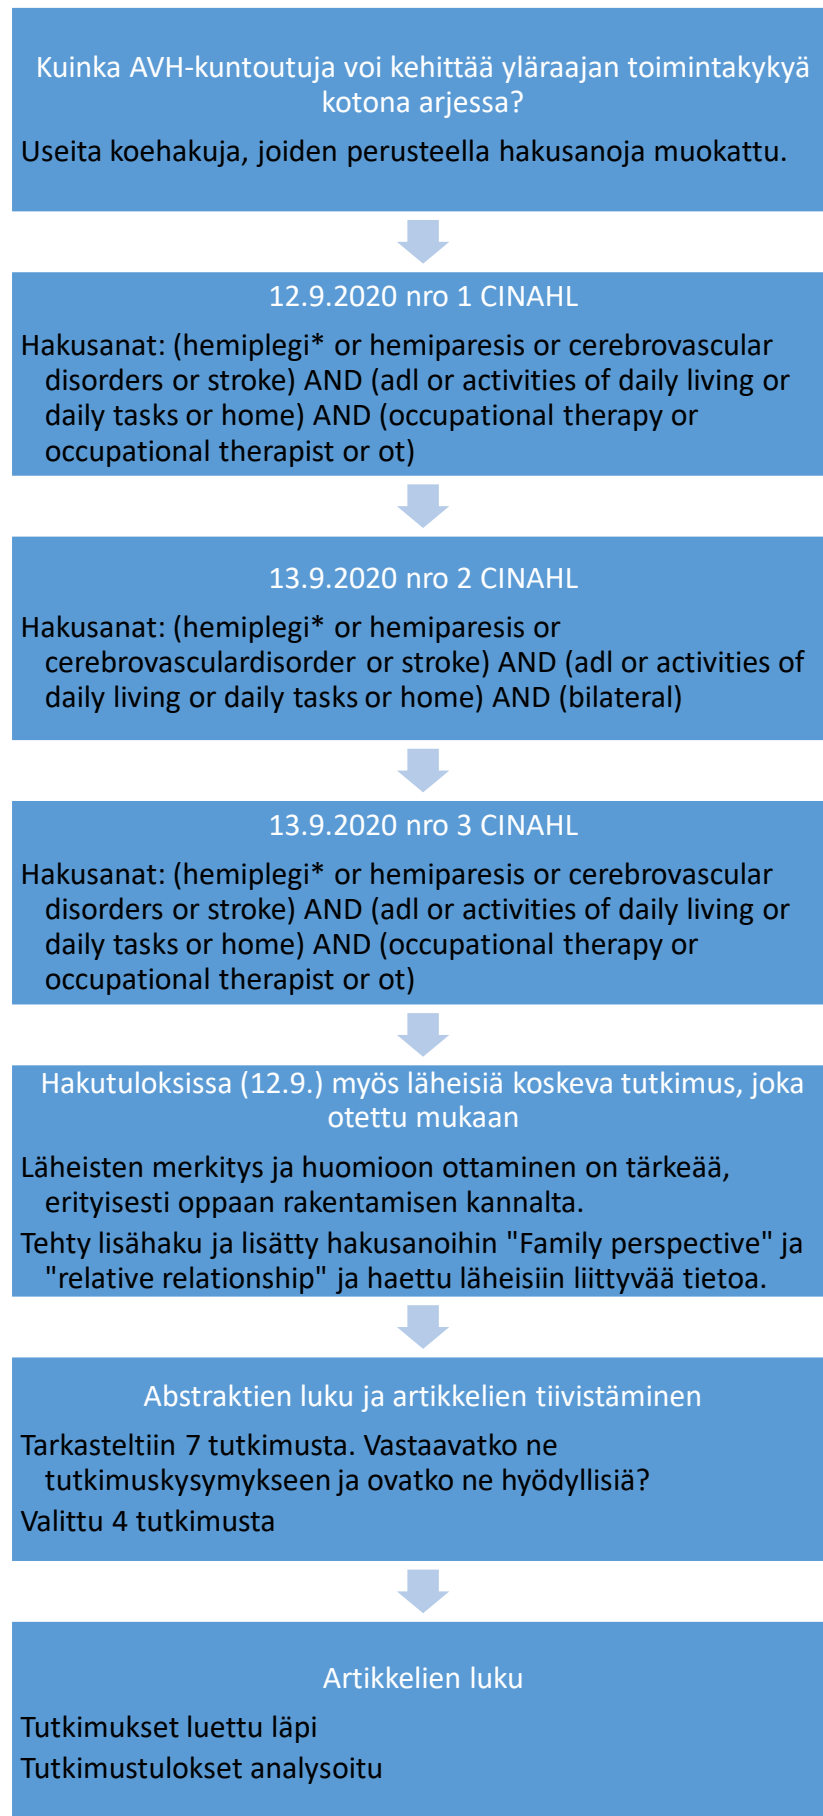 Kuinka AVH-kuntoutuja voi kehittää yläraajan toimintakykyä
kotona arjessa?
Useita koehakuja, joiden perusteella hakusanoja muokattu.
12.9.2020 nro 1 CINAHL
Hakusanat: (hemiplegi* or hemiparesis or cerebrovascular
disorders or stroke) AND (adl or activities of daily living or
daily tasks or home) AND (occupational therapy or
occupational therapist or ot)
13.9.2020 nro 2 CINAHL
Hakusanat: (hemiplegi* or hemiparesis or
cerebrovasculardisorder or stroke) AND (adl or activities of
daily living or daily tasks or home) AND (bilateral)
13.9.2020 nro 3 CINAHL
Hakusanat: (hemiplegi* or hemiparesis or cerebrovascular
disorders or stroke) AND (adl or activities of daily living or
daily tasks or home) AND (occupational therapy or
occupational therapist or ot)
Hakutuloksissa (12.9.) myös läheisiä koskeva tutkimus, joka
otettu mukaan
Läheisten merkitys ja huomioon ottaminen on tärkeää,
erityisesti oppaan rakentamisen kannalta.
Tehty lisähaku ja lisätty hakusanoihin "Family perspective" ja
"relative relationship" ja haettu läheisiin liittyvää tietoa.
Abstraktien luku ja artikkelien tiivistäminen
Tarkasteltiin 7 tutkimusta. Vastaavatko ne
tutkimuskysymykseen ja ovatko ne hyödyllisiä?
Valittu 4 tutkimusta
Artikkelien luku
Tutkimukset luettu läpi
Tutkimustulokset analysoitu